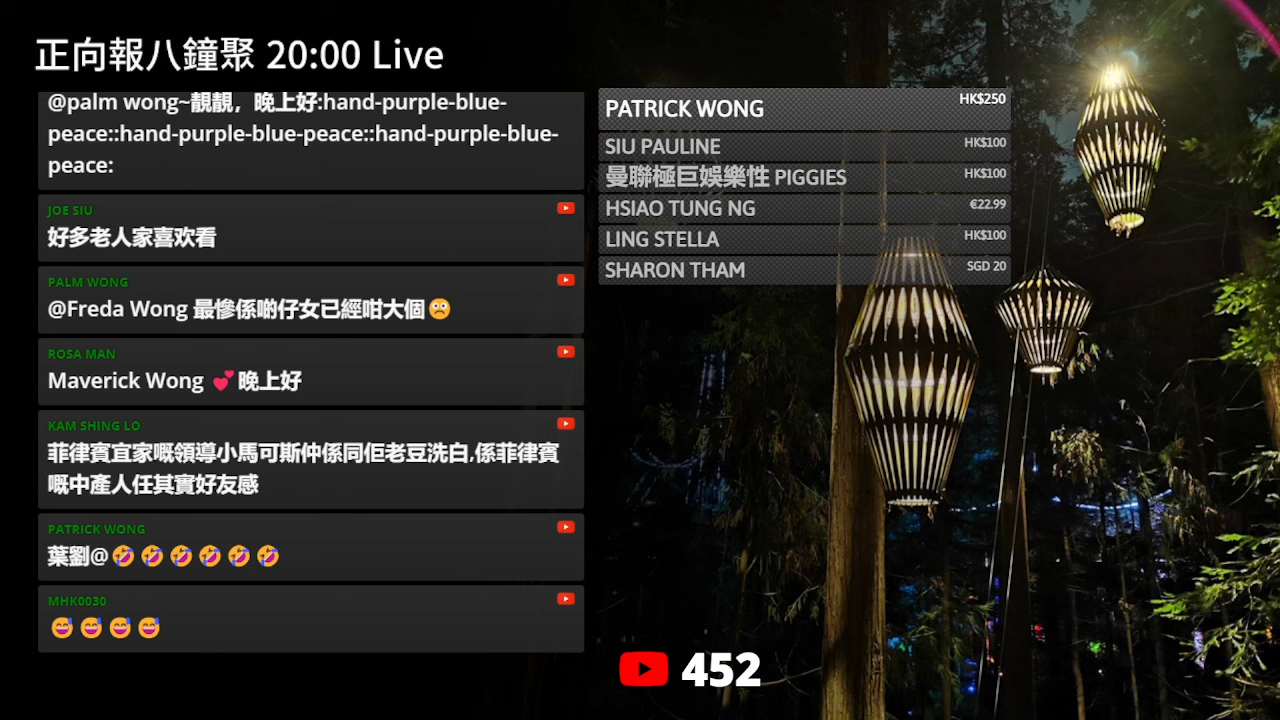 正向報八鐘聚 20:00 Live
@palm wong~靚靚，晚上好:hand-purple-blue-
peace::hand-purple-blue-peace::hand-purple-blue-
peace:
JOE SIU
好多老人家喜欢看
PALM WONG
@Freda Wong 最慘係啲仔女已經咁大個☹️
ROSA MAN
Maverick Wong 💕晚上好
KAM SHING LO
菲律賓宜家嘅領導小馬可斯仲係同佢老豆洗白,係菲律賓
嘅中產人任其實好友感
PATRICK WONG
葉劉@🤣🤣🤣🤣🤣🤣
MHK0030
😅😅😅😅
PATRICK WONG HK$250
SIU PAULINE HK$100
曼聯極巨娛樂性 PIGGIES HK$100
HSIAO TUNG NG €22.99
LING STELLA HK$100
SHARON THAM SGD 20
452